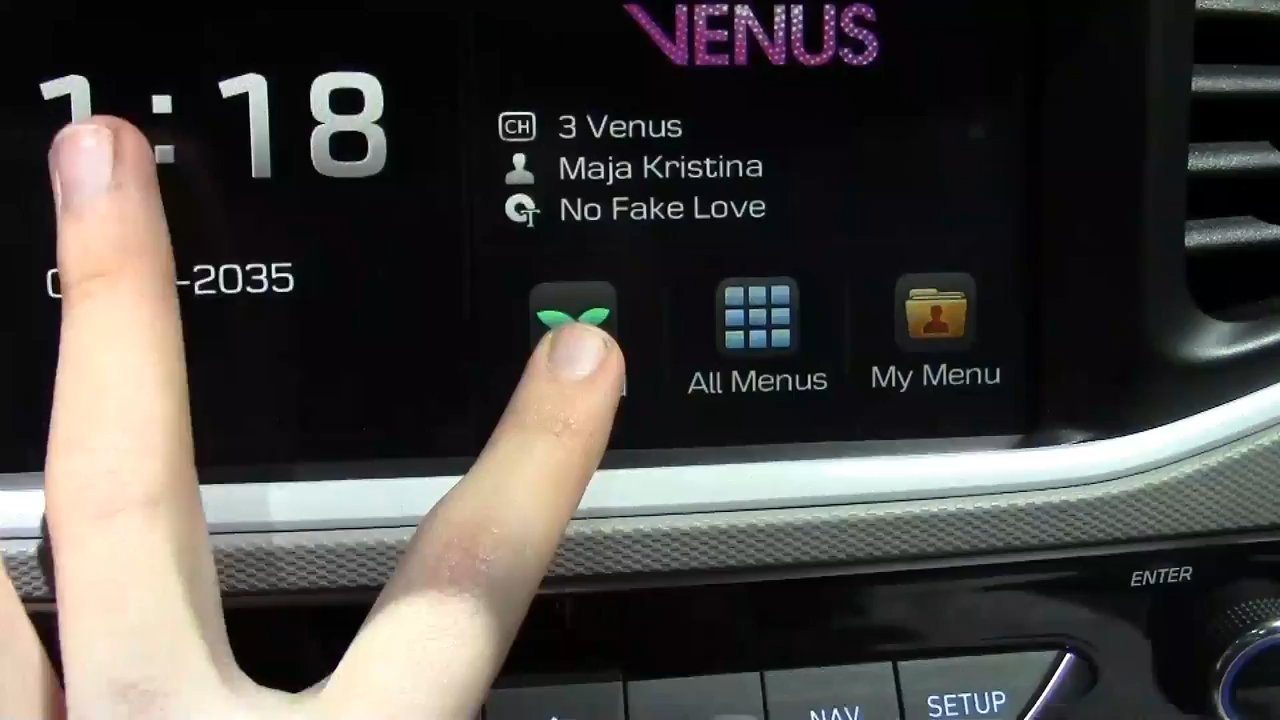 VENUS
1:18
CH 3 Venus
Maja Kristina
T No Fake Love
-2035
All Menus
My Menu
ENTER
NAV
SETUP